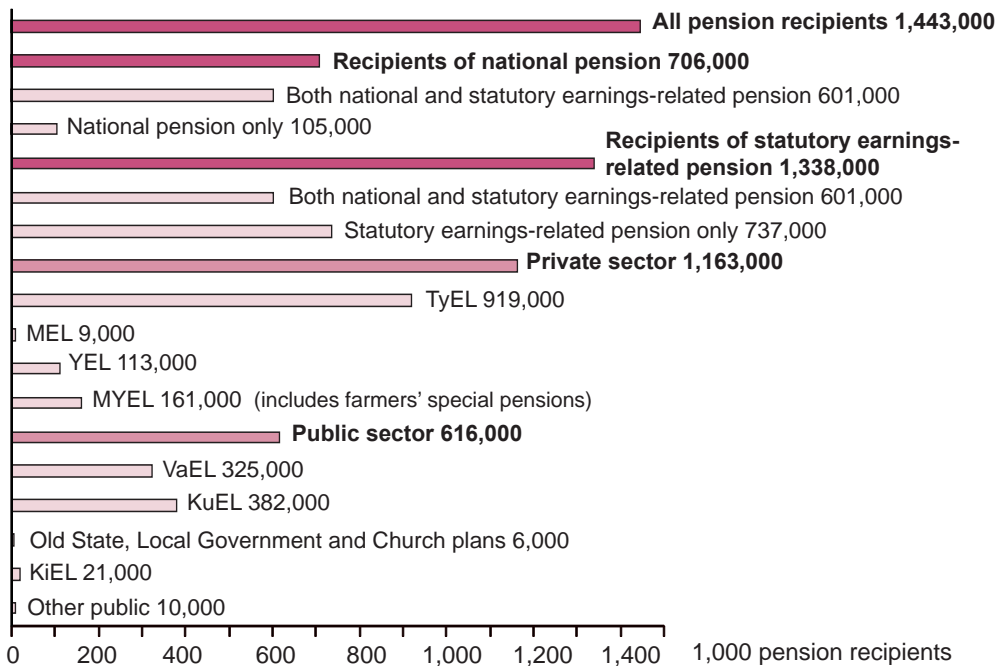 All pension recipients 1,443,000
Recipients of national pension 706,000
Both national and statutory earnings-related pension 601,000
National pension only 105,000
Recipients of statutory earnings-
related pension 1,338,000
Both national and statutory earnings-related pension 601,000
Statutory earnings-related pension only 737,000
Private sector 1,163,000
TyEL 919,000
MEL 9,000
YEL 113,000
MYEL 161,000 (includes farmers’ special pensions)
Public sector 616,000
VaEL 325,000
KuEL 382,000
Old State, Local Government and Church plans 6,000
KiEL 21,000
Other public 10,000
0 200 400 600 800 1,000 1,200 1,400 1,000 pension recipients